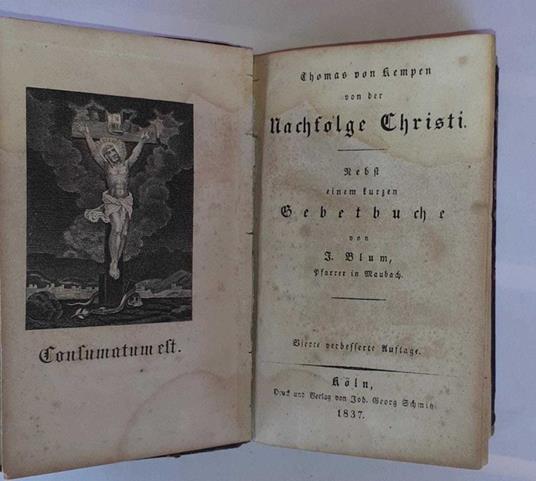 Consumatum est.
Thomas von Kempen
von der
Nachfolge Christi.
Nebst
einem kurzen
Gebetbuche
von
J. Blum,
Pfarrer in Maubach.
Vierte verbesserte Auflage.
Köln,
Druck und Verlag von Joh. Georg Schmitz
1837.